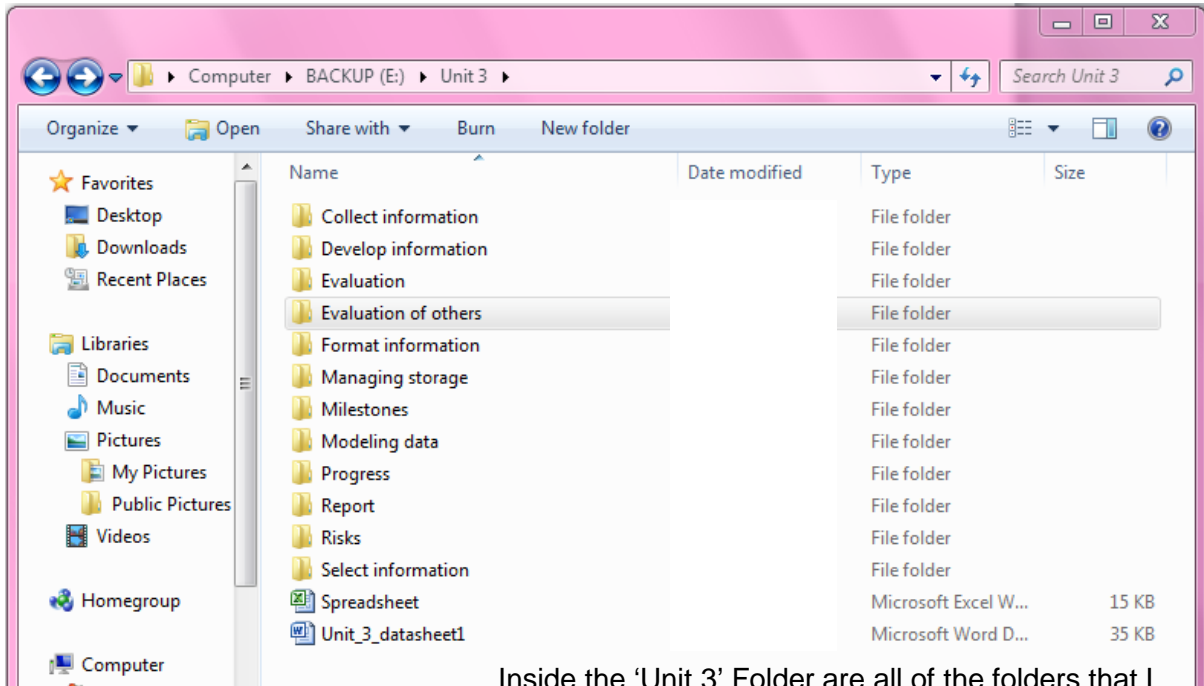 Computer ▸ BACKUP (E:) ▸ Unit 3 ▸
Search Unit 3
Organize Open Share with Burn New folder
Favorites
Desktop
Downloads
Recent Places
Libraries
Documents
Music
Pictures
My Pictures
Public Pictures
Videos
Homegroup
Computer
Name Date modified Type Size
Collect information File folder
Develop information File folder
Evaluation File folder
Evaluation of others File folder
Format information File folder
Managing storage File folder
Milestones File folder
Modeling data File folder
Progress File folder
Report File folder
Risks File folder
Select information File folder
Spreadsheet Microsoft Excel W... 15 KB
Unit_3_datasheet1 Microsoft Word D... 35 KB
Inside the ‘Unit 3’ Folder are all of the folders that I